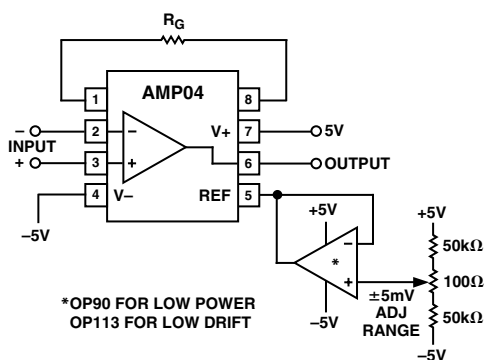 RG
AMP04
1
8
– 2 – V+ 7 5V
INPUT
+ 3 + 6 OUTPUT
4 V– REF 5
–5V
+5V
–
*
+
–5V
±5mV
ADJ
RANGE
+5V
50kΩ
100Ω
50kΩ
–5V
*OP90 FOR LOW POWER
OP113 FOR LOW DRIFT